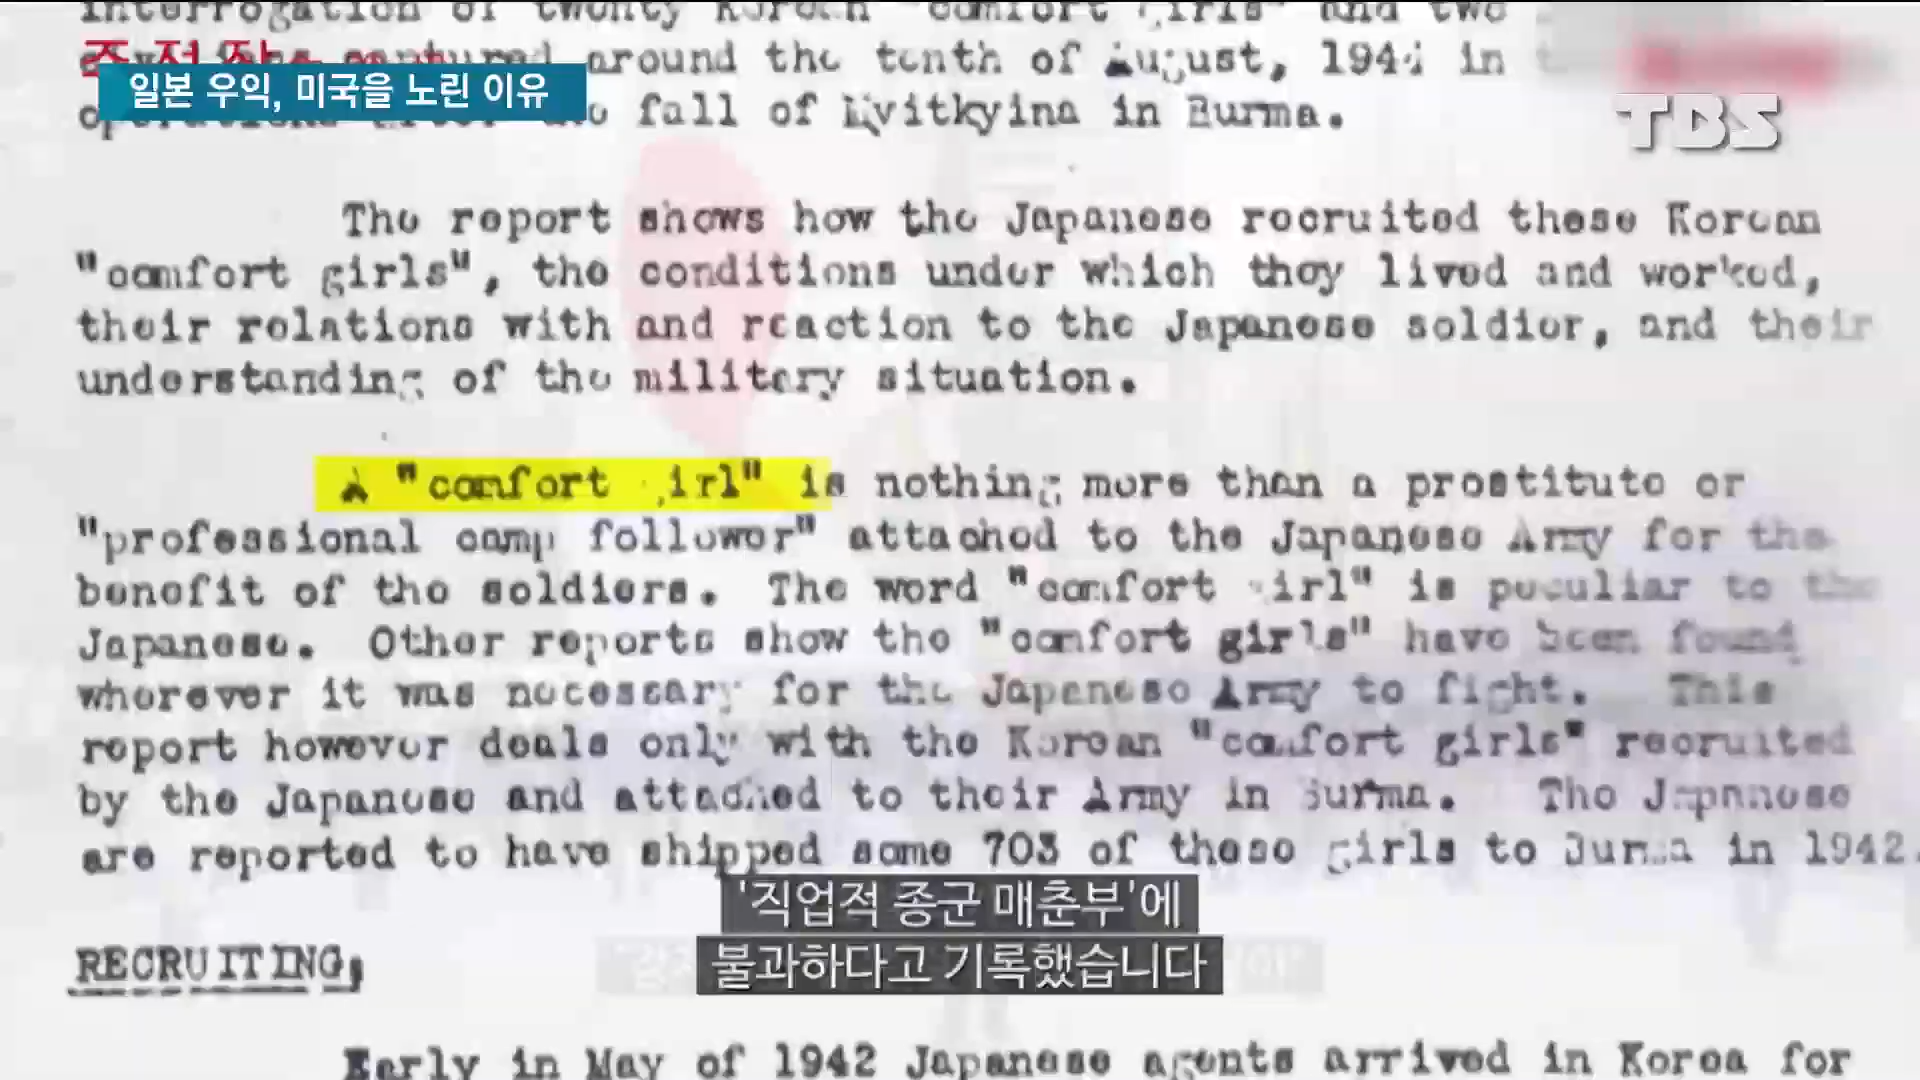 interrogation of twenty Korean "comfort girls" and two
captured around the tenth of August, 1944 in
일본 우익, 미국을 노린 이유
TBS
fall of Myitkyina in Burma.
The report shows how the Japanese recruited these Korean
"comfort girls", the conditions under which they lived and worked,
their relations with and reaction to the Japanese soldier, and their
understanding of the military situation.
A "comfort girl" is nothing more than a prostitute or
"professional camp follower" attached to the Japanese Army for the
benefit of the soldiers. The word "comfort girl" is peculiar to the
Japanese. Other reports show the "comfort girls" have been found
wherever it was necessary for the Japanese Army to fight. This
report however deals only with the Korean "comfort girls" recruited
by the Japanese and attached to their Army in Burma. The Japanese
are reported to have shipped some 703 of these girls to Burma in 1942.
'직업적 종군 매춘부'에
불과하다고 기록했습니다
RECRUITING;
Early in May of 1942 Japanese agents arrived in Korea for